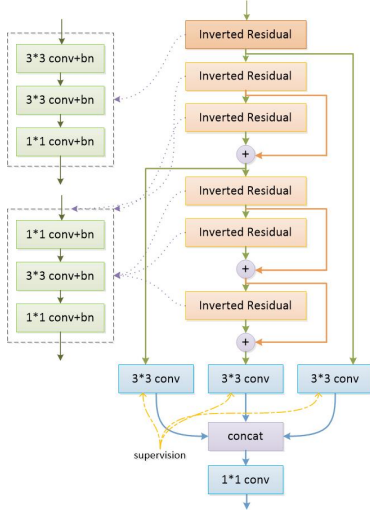 Inverted Residual
3*3 conv+bn
3*3 conv+bn
1*1 conv+bn
Inverted Residual
Inverted Residual
+
Inverted Residual
1*1 conv+bn
3*3 conv+bn
1*1 conv+bn
Inverted Residual
+
Inverted Residual
+
3*3 conv
3*3 conv
3*3 conv
concat
supervision
1*1 conv